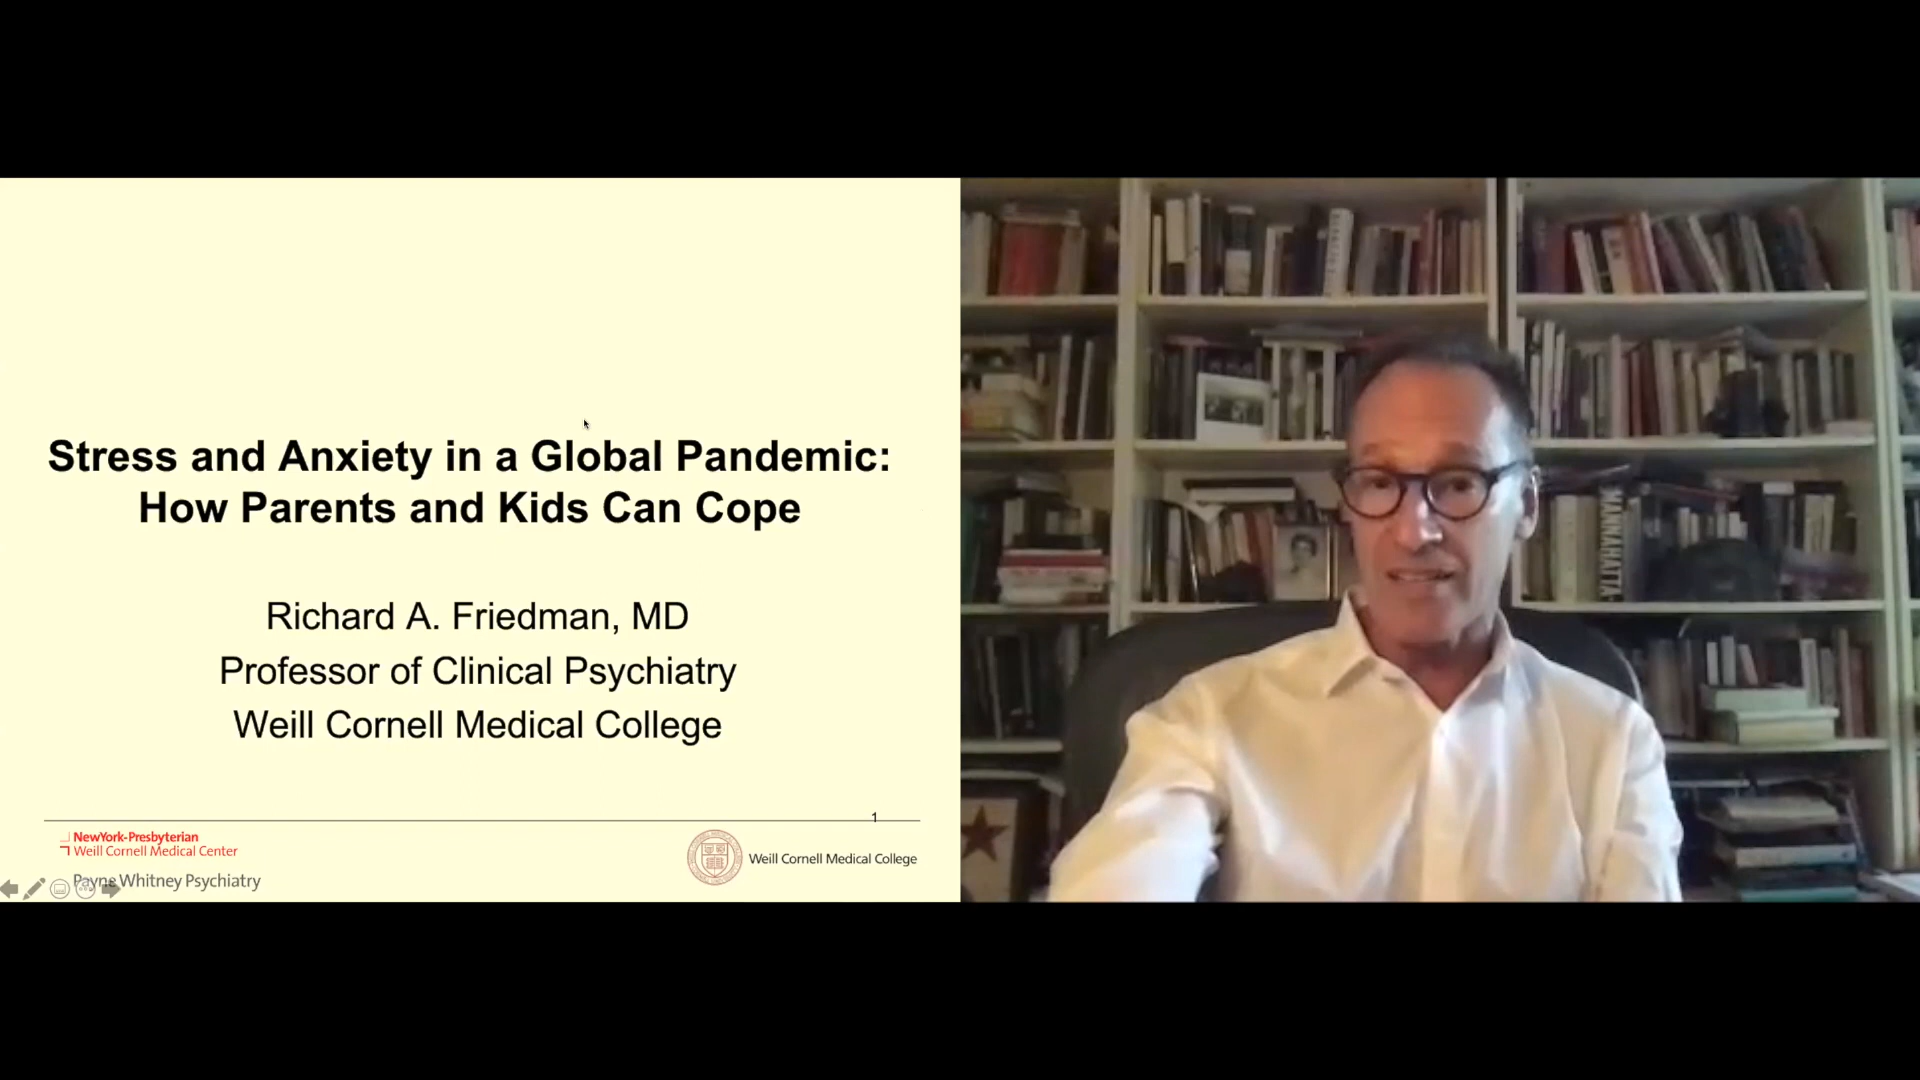 Stress and Anxiety in a Global Pandemic:
How Parents and Kids Can Cope
Richard A. Friedman, MD
Professor of Clinical Psychiatry
Weill Cornell Medical College
1
NewYork-Presbyterian
Weill Cornell Medical Center
Payne Whitney Psychiatry
Weill Cornell Medical College
MANNAHATTA